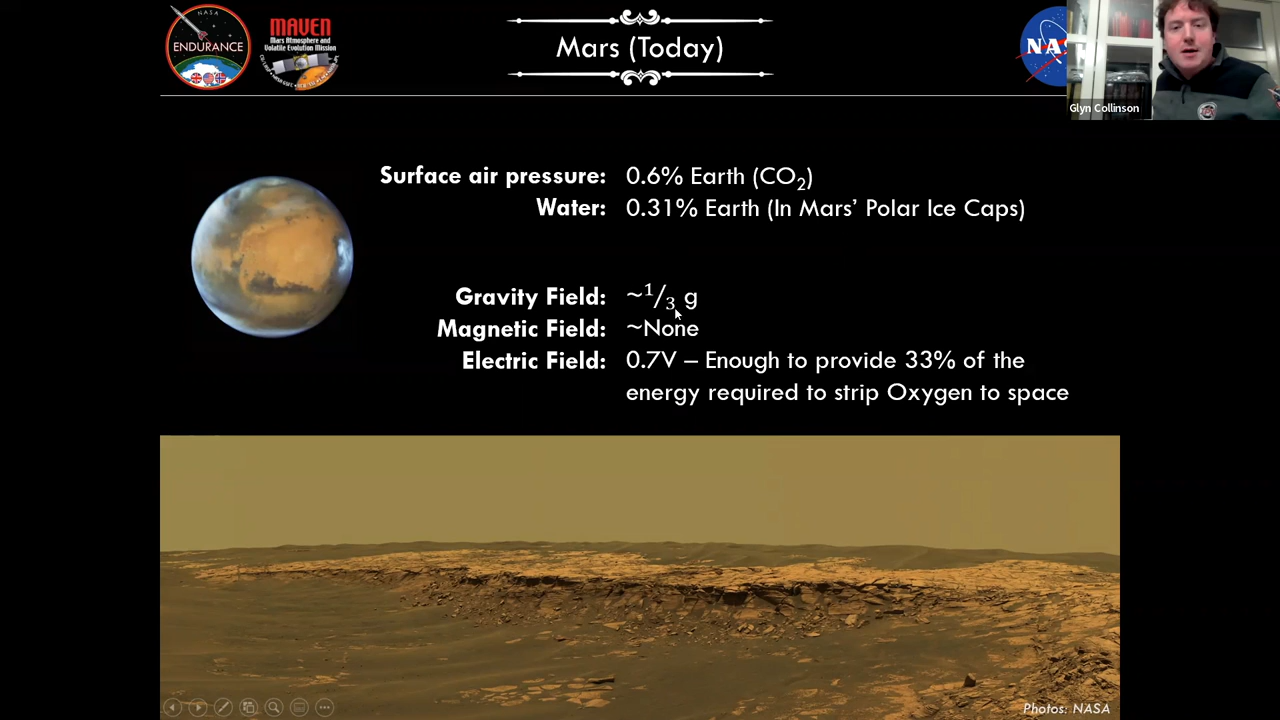 NASA
ENDURANCE
MAVEN
Mars Atmosphere and
Volatile Evolution Mission
Mars (Today)
NAS
Glyn Collinson
Surface air pressure: 0.6% Earth (CO₂)
Water: 0.31% Earth (In Mars’ Polar Ice Caps)
Gravity Field: ~¹/₃ g
Magnetic Field: ~None
Electric Field: 0.7V – Enough to provide 33% of the
energy required to strip Oxygen to space
Photos: NASA